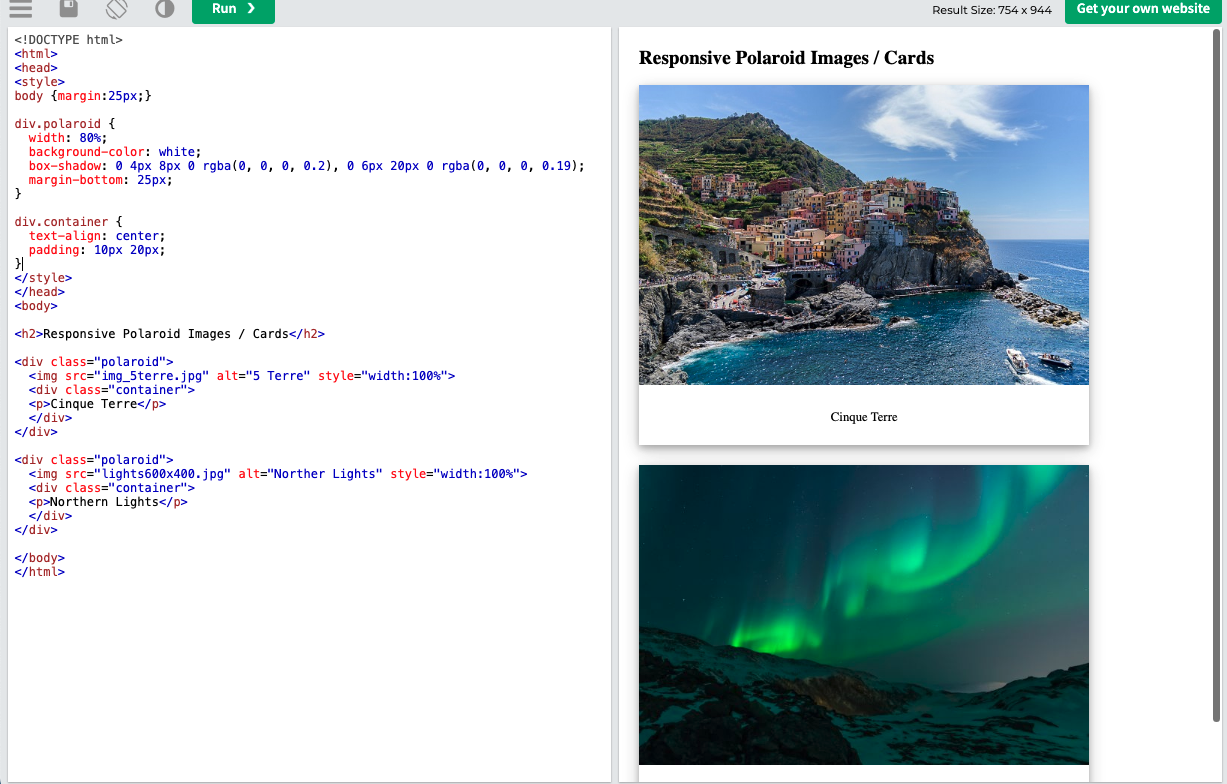 Run ❯
Result Size: 754 x 944
Get your own website
<!DOCTYPE html>
<html>
<head>
<style>
body {margin:25px;}

div.polaroid {
  width: 80%;
  background-color: white;
  box-shadow: 0 4px 8px 0 rgba(0, 0, 0, 0.2), 0 6px 20px 0 rgba(0, 0, 0, 0.19);
  margin-bottom: 25px;
}

div.container {
  text-align: center;
  padding: 10px 20px;
}
</style>
</head>
<body>

<h2>Responsive Polaroid Images / Cards</h2>

<div class="polaroid">
  <img src="img_5terre.jpg" alt="5 Terre" style="width:100%">
  <div class="container">
  <p>Cinque Terre</p>
  </div>
</div>

<div class="polaroid">
  <img src="lights600x400.jpg" alt="Norther Lights" style="width:100%">
  <div class="container">
  <p>Northern Lights</p>
  </div>
</div>

</body>
</html>
Responsive Polaroid Images / Cards
Cinque Terre